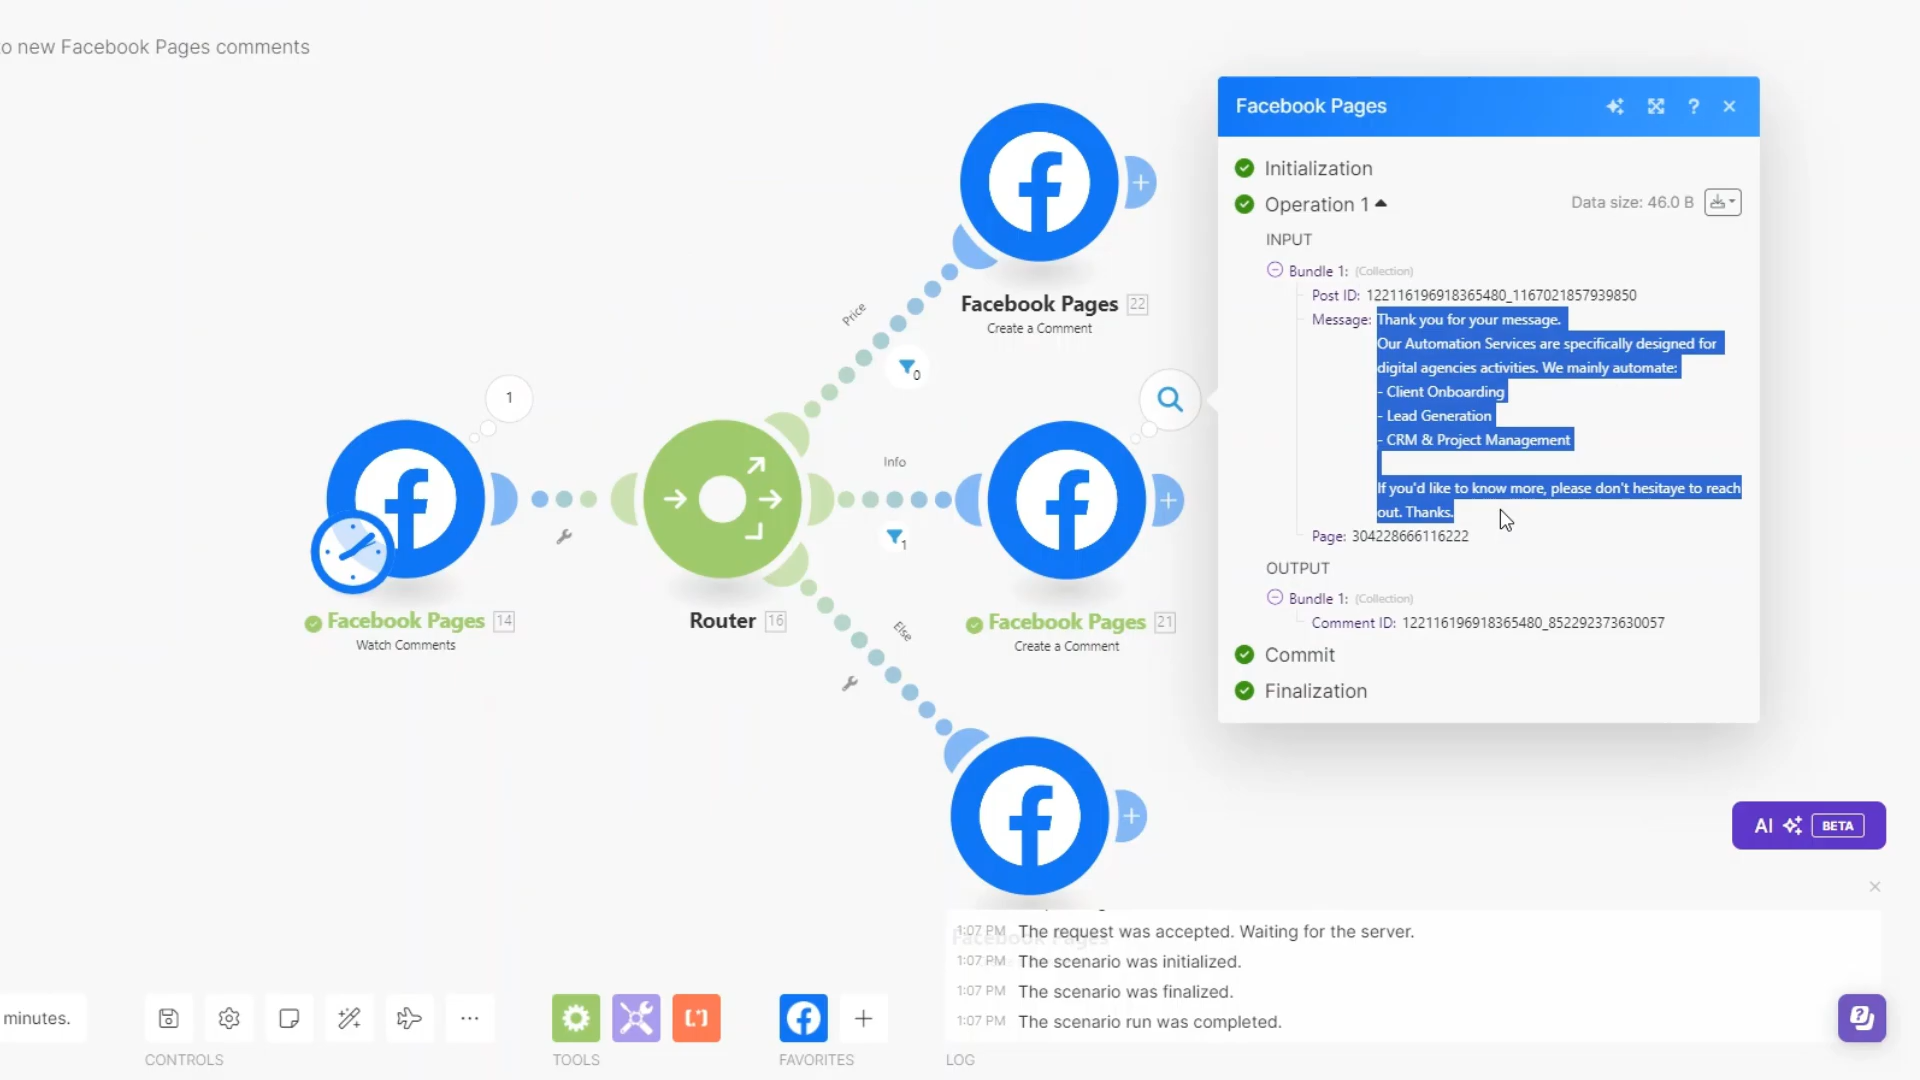 to new Facebook Pages comments
Facebook Pages
?
Initialization
Operation 1
Data size: 46.0 B
INPUT
Bundle 1: (Collection)
Post ID: 122116196918365480_1167021857939850
Message: Thank you for your message.
Our Automation Services are specifically designed for
digital agencies activities. We mainly automate:
- Client Onboarding
- Lead Generation
- CRM & Project Management
If you'd like to know more, please don't hesitaye to reach
out. Thanks.
Page: 304228666116222
OUTPUT
Bundle 1: (Collection)
Comment ID: 122116196918365480_852292373630057
Commit
Finalization
Facebook Pages 22
Create a Comment
Price
0
1
Info
1
Facebook Pages 14
Watch Comments
Router 16
Facebook Pages 21
Create a Comment
Else
AI BETA
Facebook Pages
1:07 PM The request was accepted. Waiting for the server.
1:07 PM The scenario was initialized.
1:07 PM The scenario was finalized.
1:07 PM The scenario run was completed.
minutes.
CONTROLS
TOOLS
FAVORITES
LOG